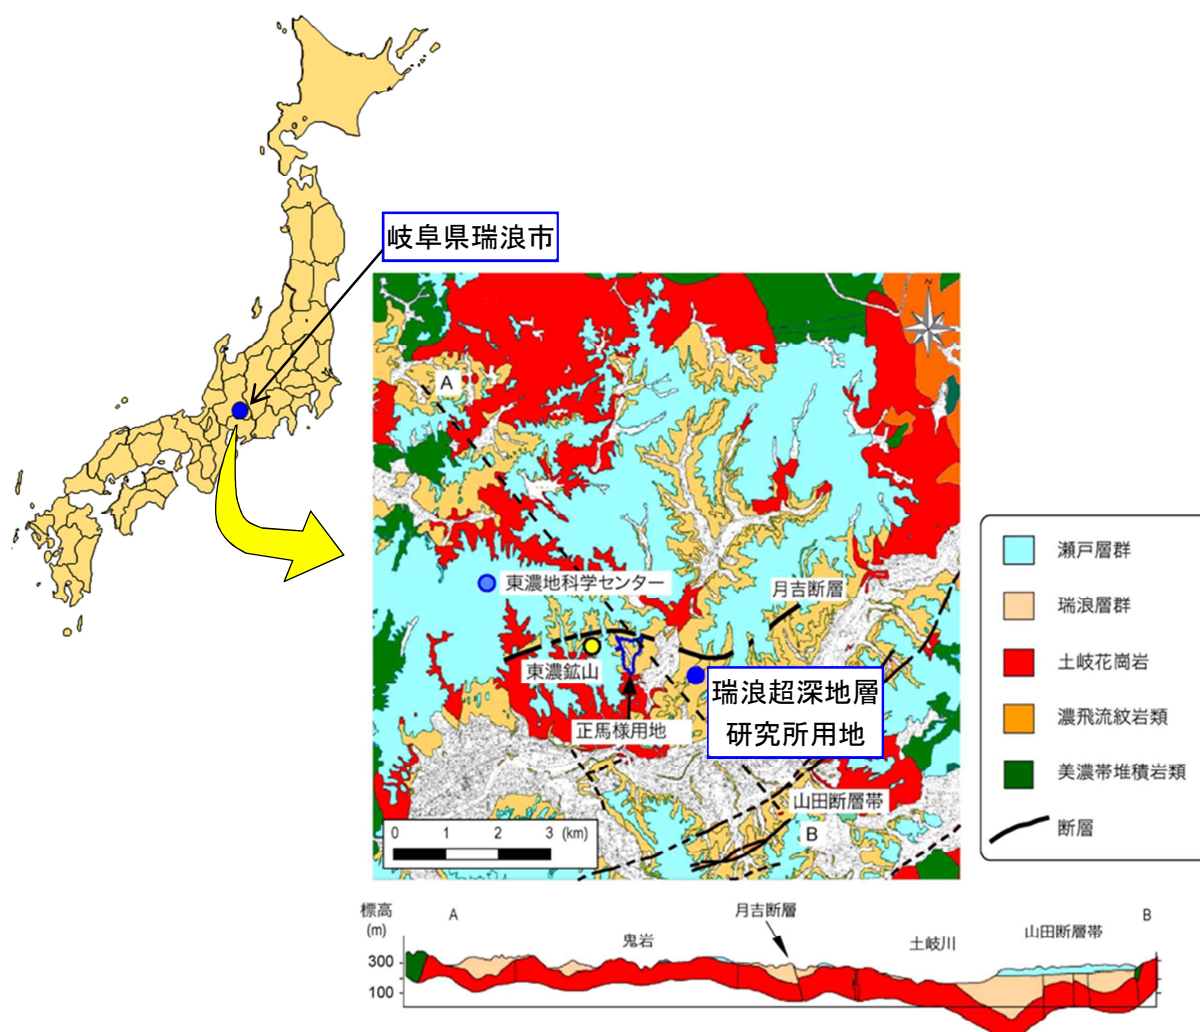 岐阜県瑞浪市
N
A
東濃地科学センター
月吉断層
東濃鉱山
瑞浪超深地層
研究所用地
正馬様用地
山田断層帯
B
0 1 2 3 (km)
瀬戸層群
瑞浪層群
土岐花崗岩
濃飛流紋岩類
美濃帯堆積岩類
断層
標高
(m)
A
月吉断層
B
鬼岩
土岐川
山田断層帯
300
100